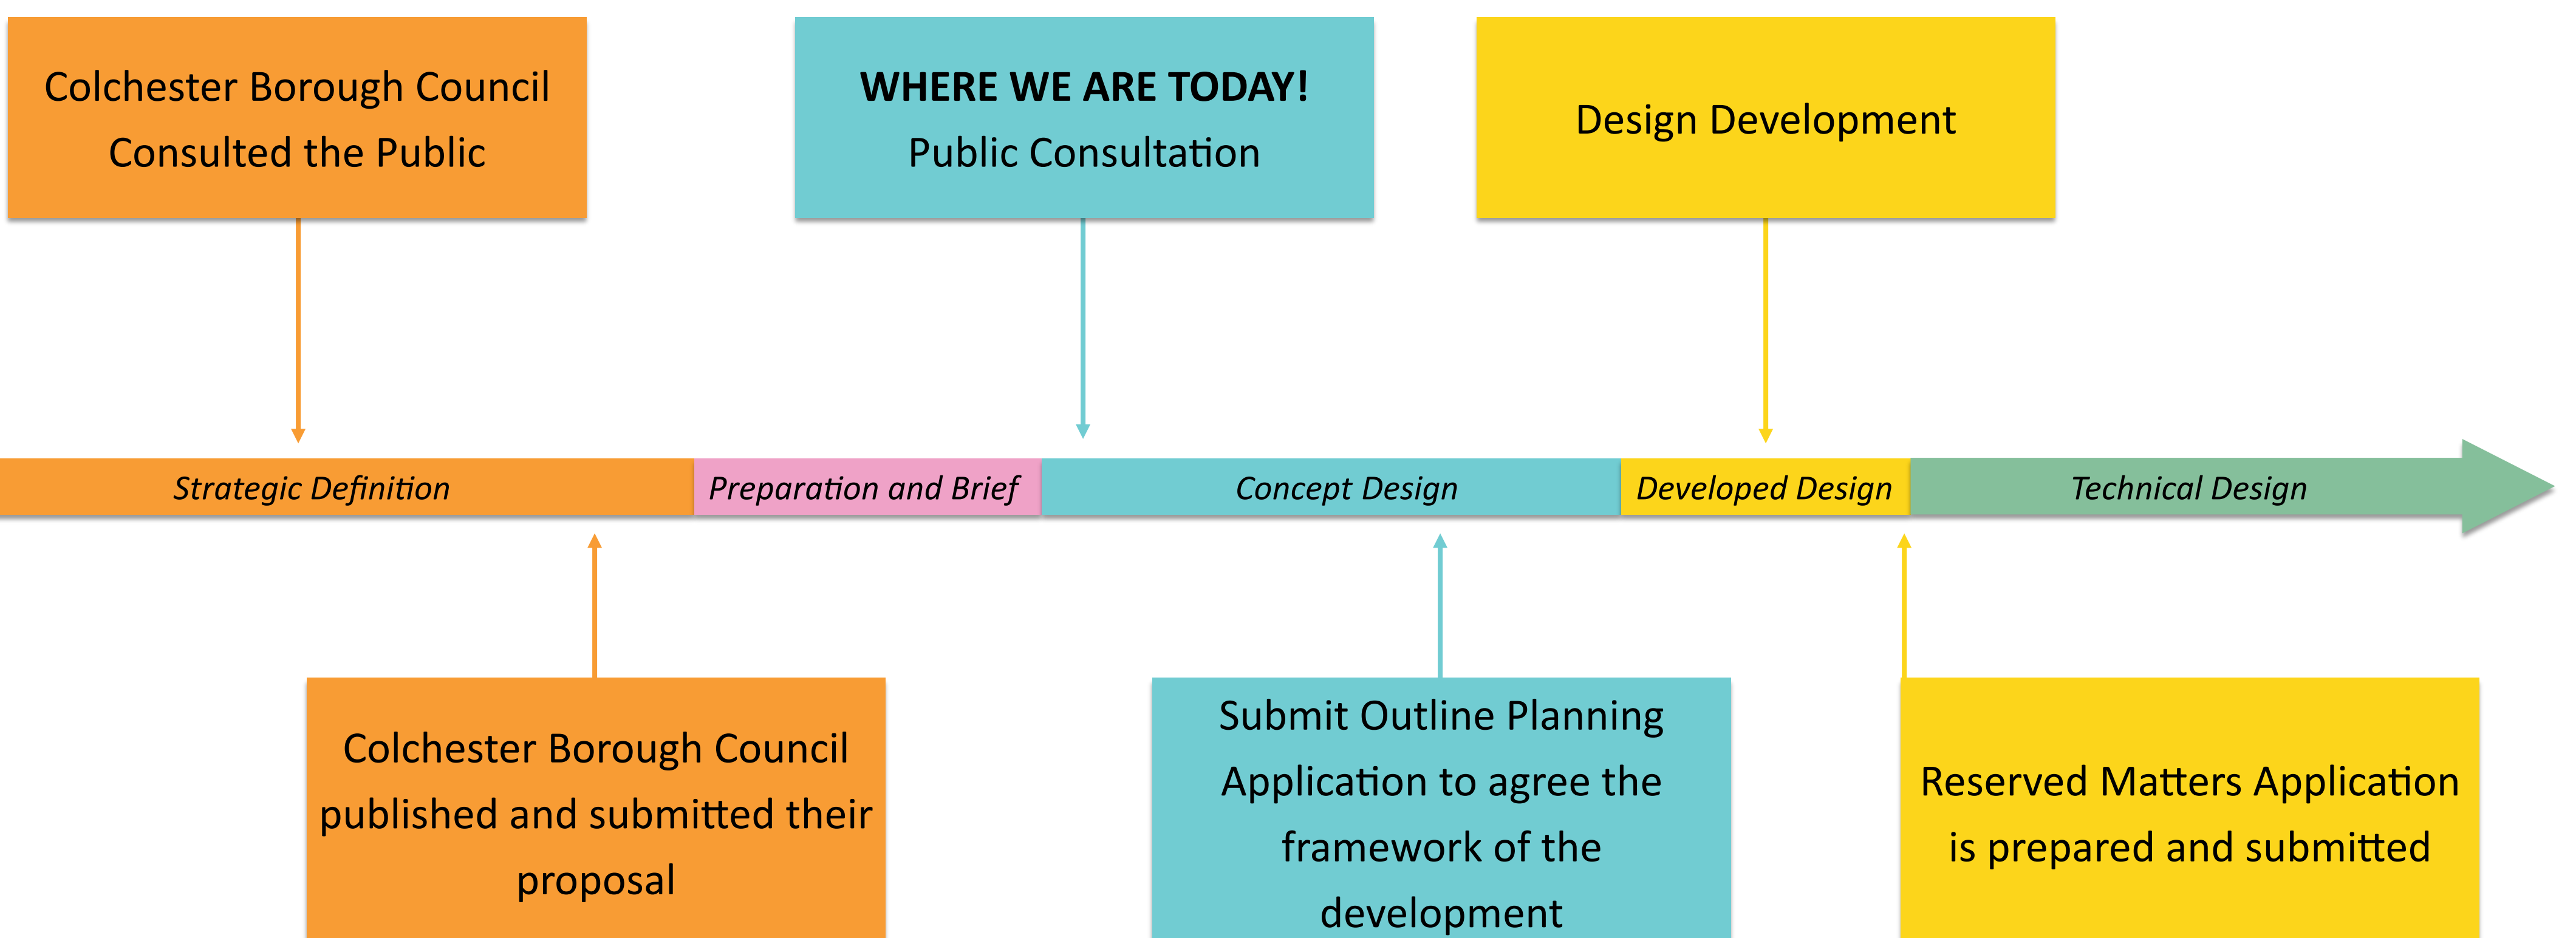 Colchester Borough Council
Consulted the Public
WHERE WE ARE TODAY!
Public Consultation
Design Development
Strategic Definition
Preparation and Brief
Concept Design
Developed Design
Technical Design
Colchester Borough Council
published and submitted their
proposal
Submit Outline Planning
Application to agree the
framework of the
development
Reserved Matters Application
is prepared and submitted